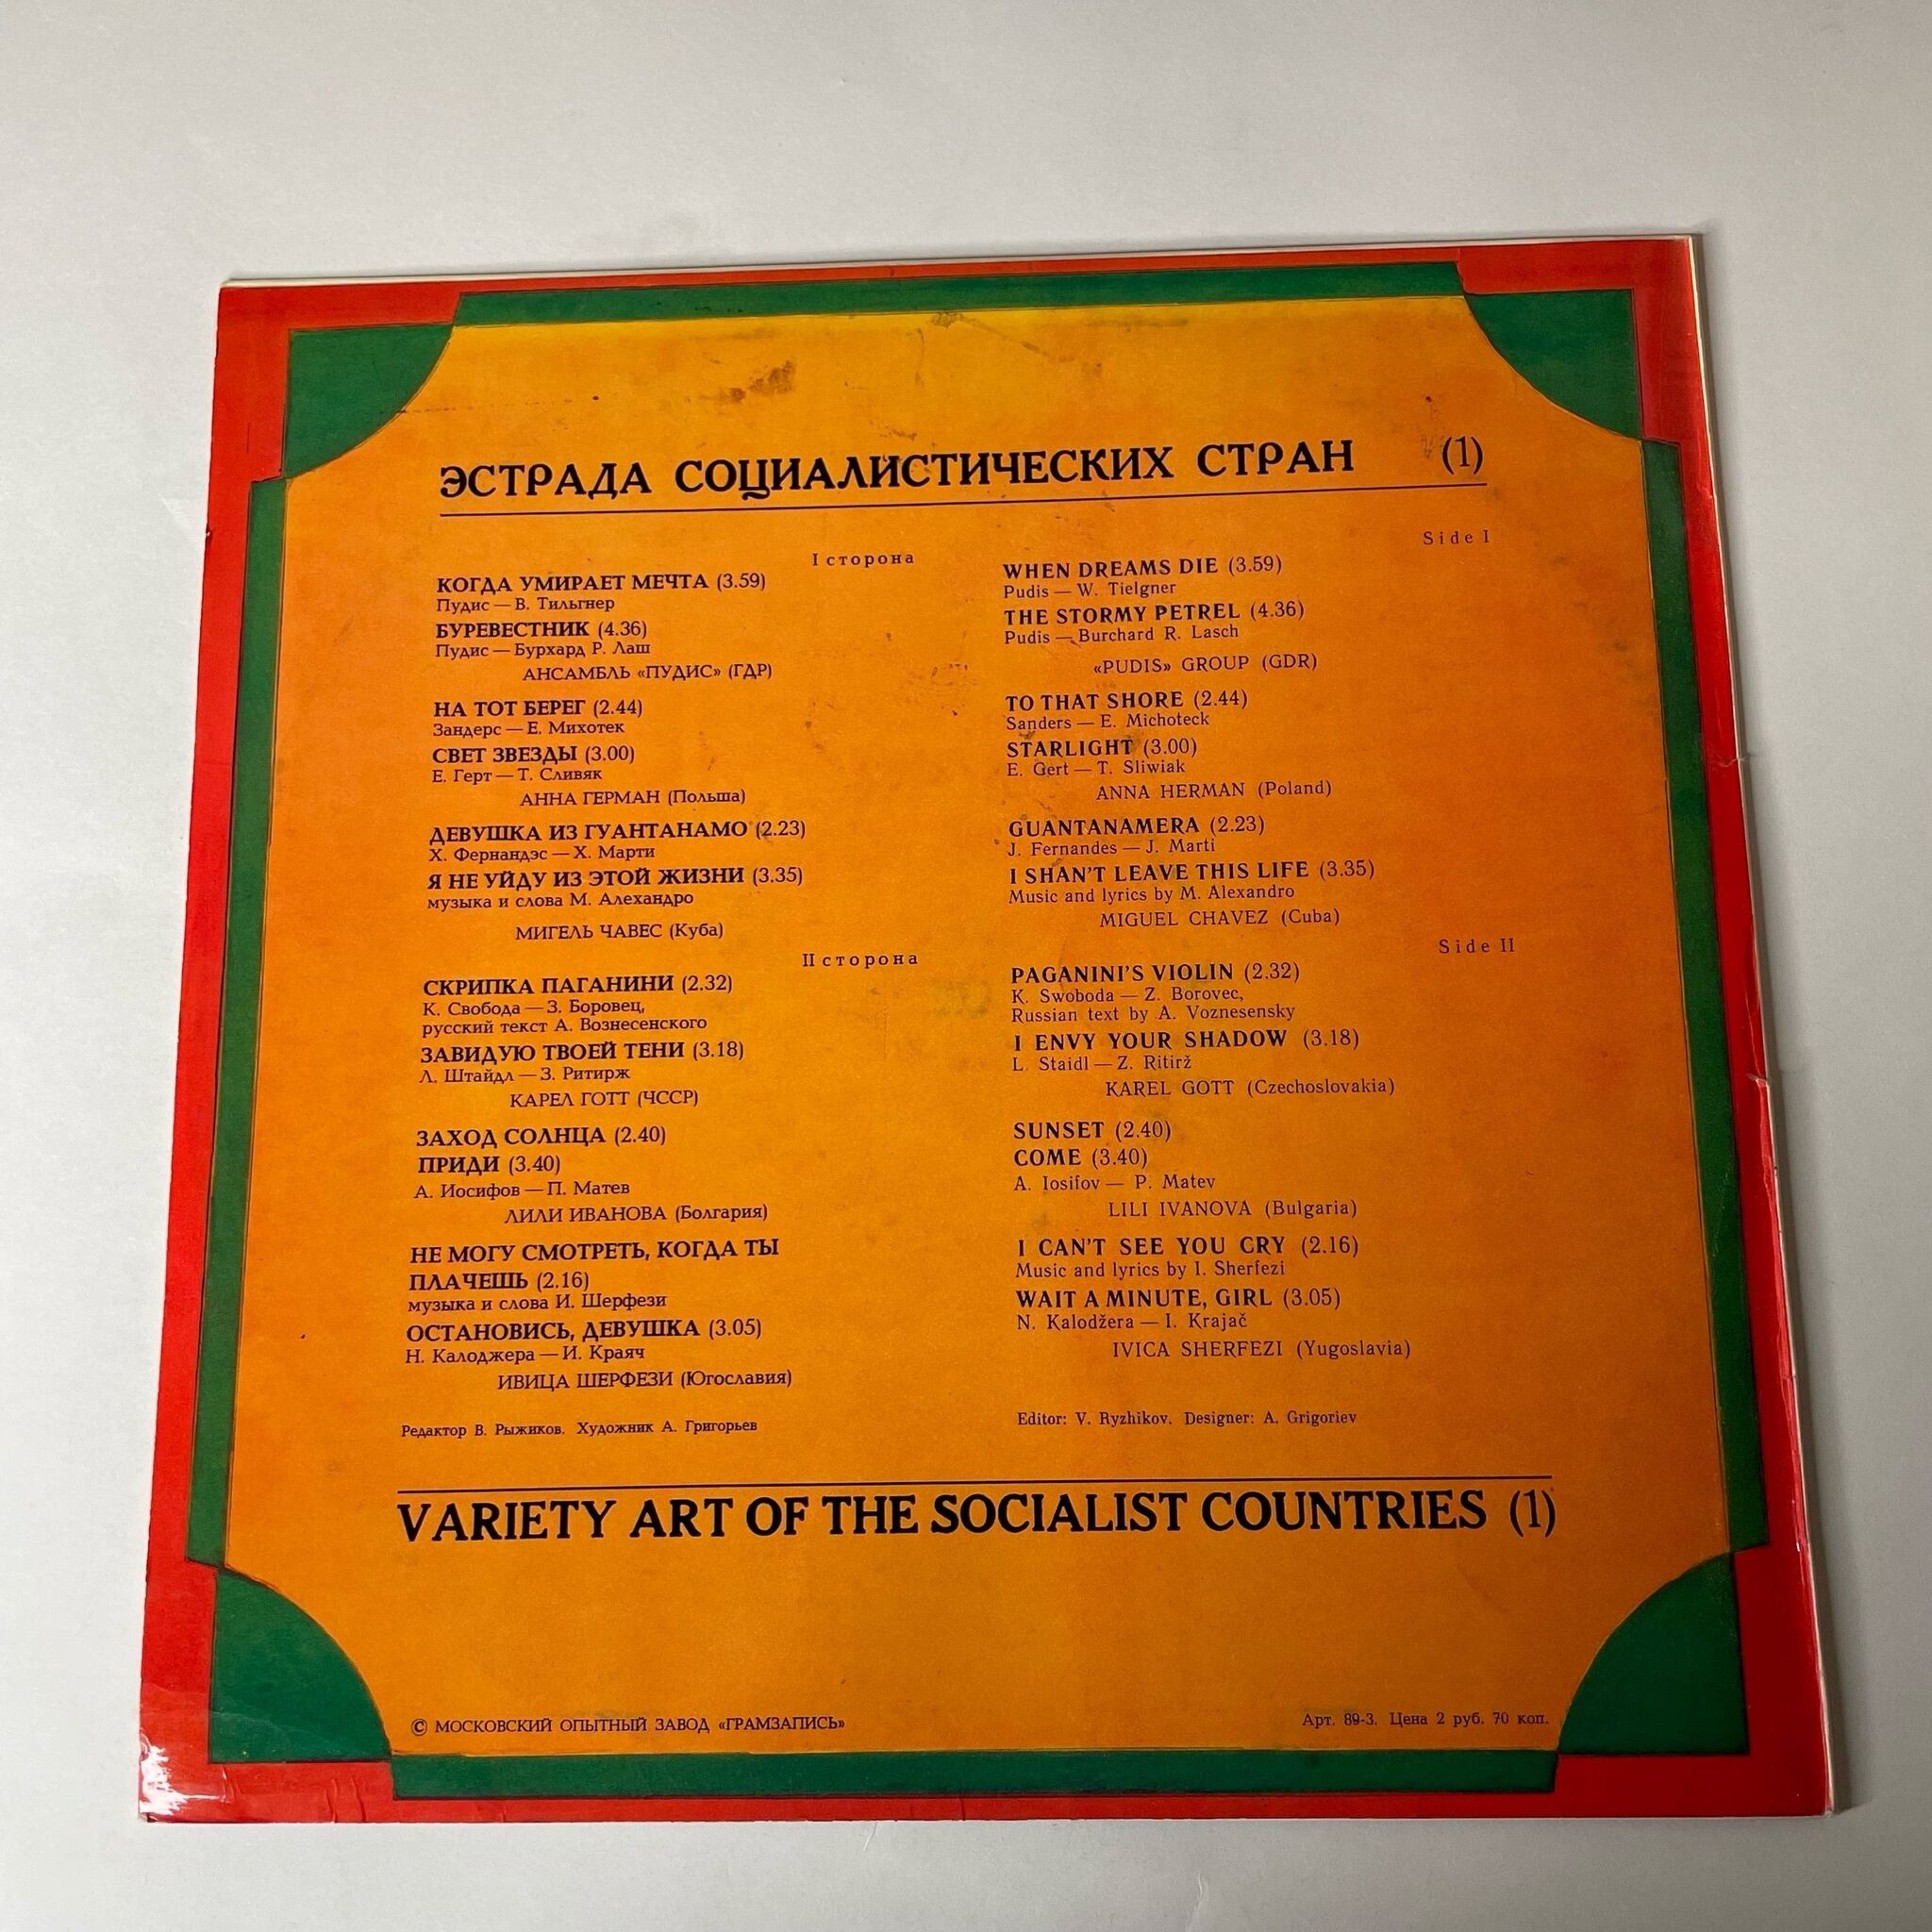 ЭСТРАДА СОЦИАЛИСТИЧЕСКИХ СТРАН (1)
I сторона
КОГДА УМИРАЕТ МЕЧТА (3.59)
Пудис — В. Тильгнер
БУРЕВЕСТНИК (4.36)
Пудис — Бурхард Р. Лаш
АНСАМБЛЬ «ПУДИС» (ГДР)
НА ТОТ БЕРЕГ (2.44)
Зандерс — Е. Михотек
СВЕТ ЗВЕЗДЫ (3.00)
Е. Герт — Т. Сливяк
АННА ГЕРМАН (Польша)
ДЕВУШКА ИЗ ГУАНТАНАМО (2.23)
Х. Фернандэс — Х. Марти
Я НЕ УЙДУ ИЗ ЭТОЙ ЖИЗНИ (3.35)
музыка и слова М. Алехандро
МИГЕЛЬ ЧАВЕС (Куба)
II сторона
СКРИПКА ПАГАНИНИ (2.32)
К. Свобода — З. Боровец,
русский текст А. Вознесенского
ЗАВИДУЮ ТВОЕЙ ТЕНИ (3.18)
Л. Штайдл — З. Ритирж
КАРЕЛ ГОТТ (ЧССР)
ЗАХОД СОЛНЦА (2.40)
ПРИДИ (3.40)
А. Иосифов — П. Матев
ЛИЛИ ИВАНОВА (Болгария)
НЕ МОГУ СМОТРЕТЬ, КОГДА ТЫ
ПЛАЧЕШЬ (2.16)
музыка и слова И. Шерфези
ОСТАНОВИСЬ, ДЕВУШКА (3.05)
Н. Калоджера — И. Краяч
ИВИЦА ШЕРФЕЗИ (Югославия)
Редактор В. Рыжиков. Художник А. Григорьев
Side I
WHEN DREAMS DIE (3.59)
Pudis — W. Tielgner
THE STORMY PETREL (4.36)
Pudis — Burchard R. Lasch
«PUDIS» GROUP (GDR)
TO THAT SHORE (2.44)
Sanders — E. Michoteck
STARLIGHT (3.00)
E. Gert — T. Sliwiak
ANNA HERMAN (Poland)
GUANTANAMERA (2.23)
J. Fernandes — J. Marti
I SHAN'T LEAVE THIS LIFE (3.35)
Music and lyrics by M. Alexandro
MIGUEL CHAVEZ (Cuba)
Side II
PAGANINI'S VIOLIN (2.32)
K. Swoboda — Z. Borovec,
Russian text by A. Voznesensky
I ENVY YOUR SHADOW (3.18)
L. Staidl — Z. Ritirž
KAREL GOTT (Czechoslovakia)
SUNSET (2.40)
COME (3.40)
A. Iosifov — P. Matev
LILI IVANOVA (Bulgaria)
I CAN'T SEE YOU CRY (2.16)
Music and lyrics by I. Sherfezi
WAIT A MINUTE, GIRL (3.05)
N. Kalodžera — I. Krajač
IVICA SHERFEZI (Yugoslavia)
Editor: V. Ryzhikov. Designer: A. Grigoriev
VARIETY ART OF THE SOCIALIST COUNTRIES (1)
© МОСКОВСКИЙ ОПЫТНЫЙ ЗАВОД «ГРАМЗАПИСЬ»
Арт. 89-3. Цена 2 руб. 70 коп.